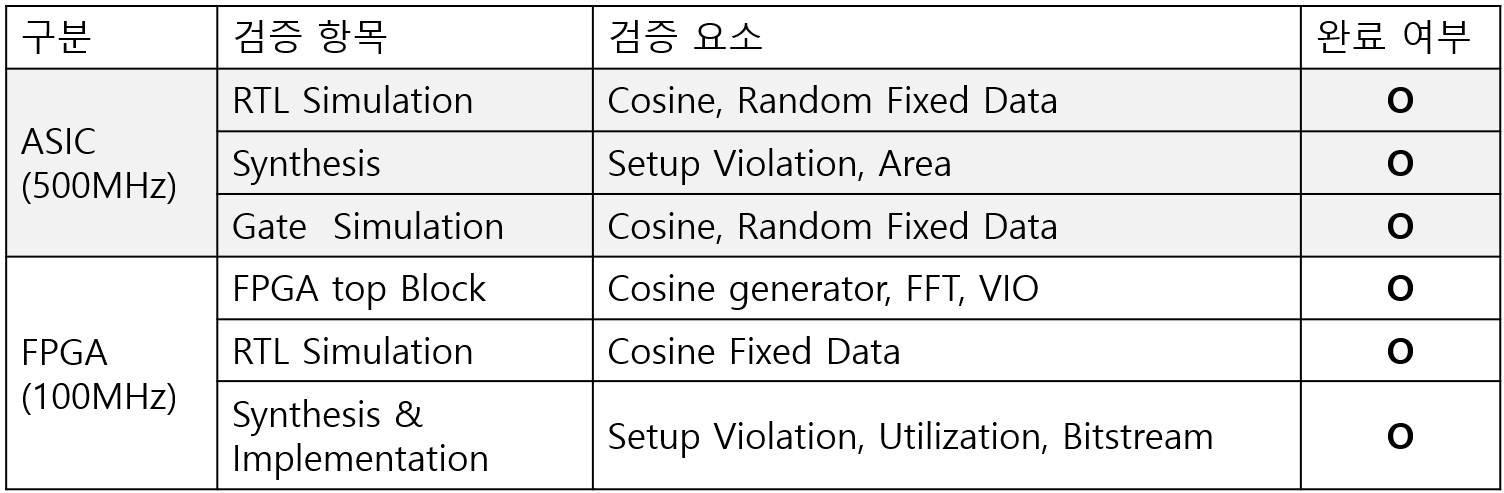 구분 검증 항목 검증 요소 완료 여부
ASIC
(500MHz)
RTL Simulation Cosine, Random Fixed Data O
Synthesis Setup Violation, Area O
Gate  Simulation Cosine, Random Fixed Data O
FPGA
(100MHz)
FPGA top Block Cosine generator, FFT, VIO O
RTL Simulation Cosine Fixed Data O
Synthesis &
Implementation
Setup Violation, Utilization, Bitstream O